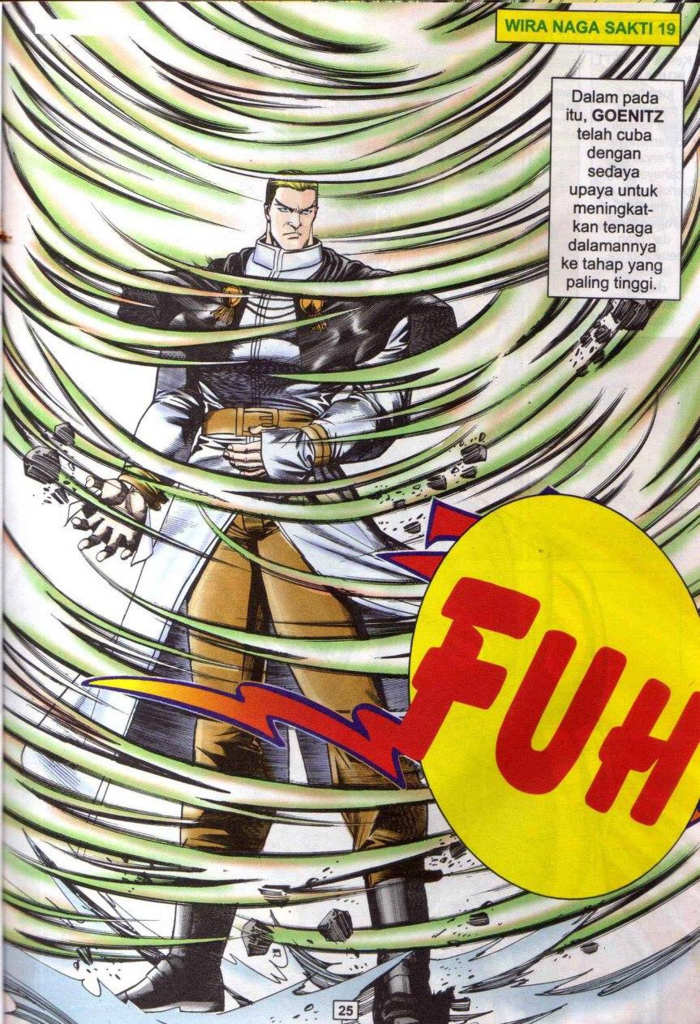 WIRA NAGA SAKTI 19
Dalam pada
itu, GOENITZ
telah cuba
dengan
sedaya
upaya untuk
meningkat-
kan tenaga
dalamannya
ke tahap yang
paling tinggi.
FUH
25